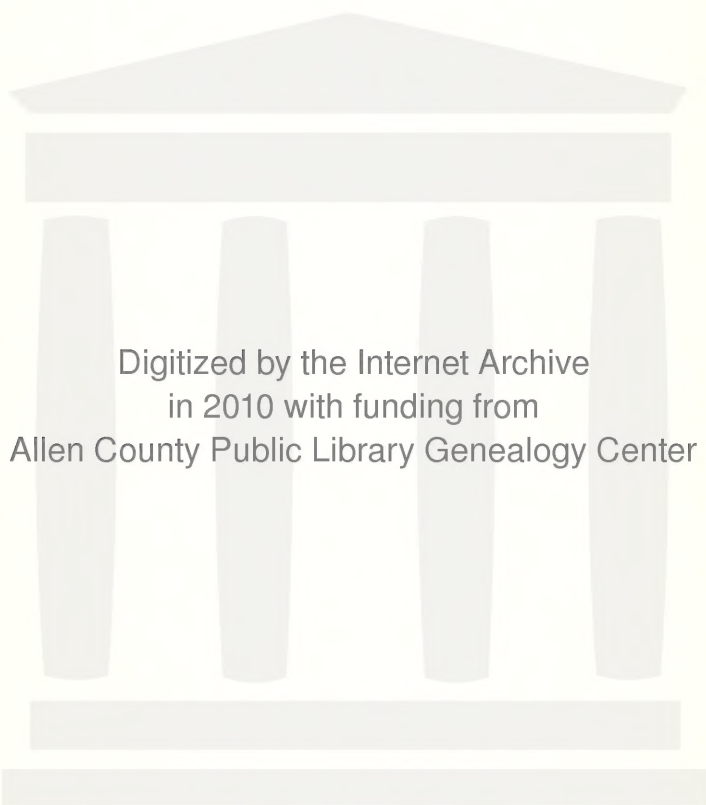 Digitized by the Internet Archive
in 2010 with funding from
Allen County Public Library Genealogy Center